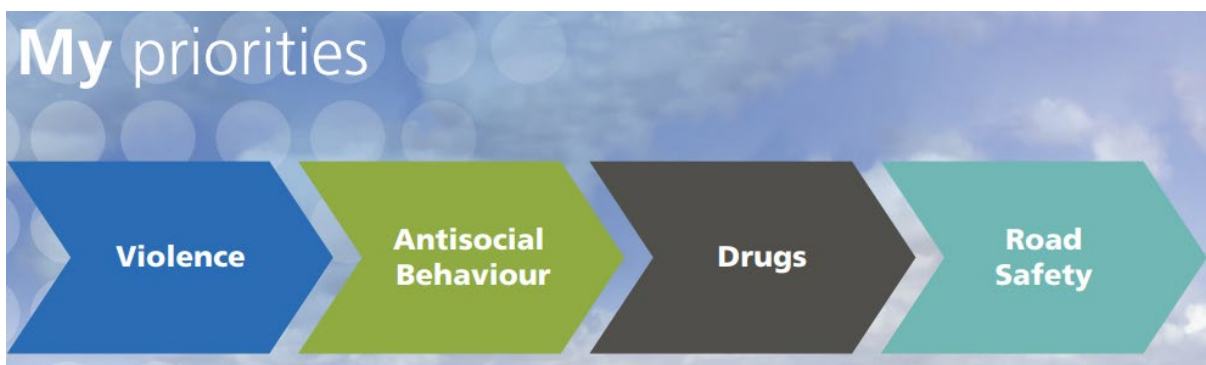 My priorities
Violence
Antisocial
Behaviour
Drugs
Road
Safety